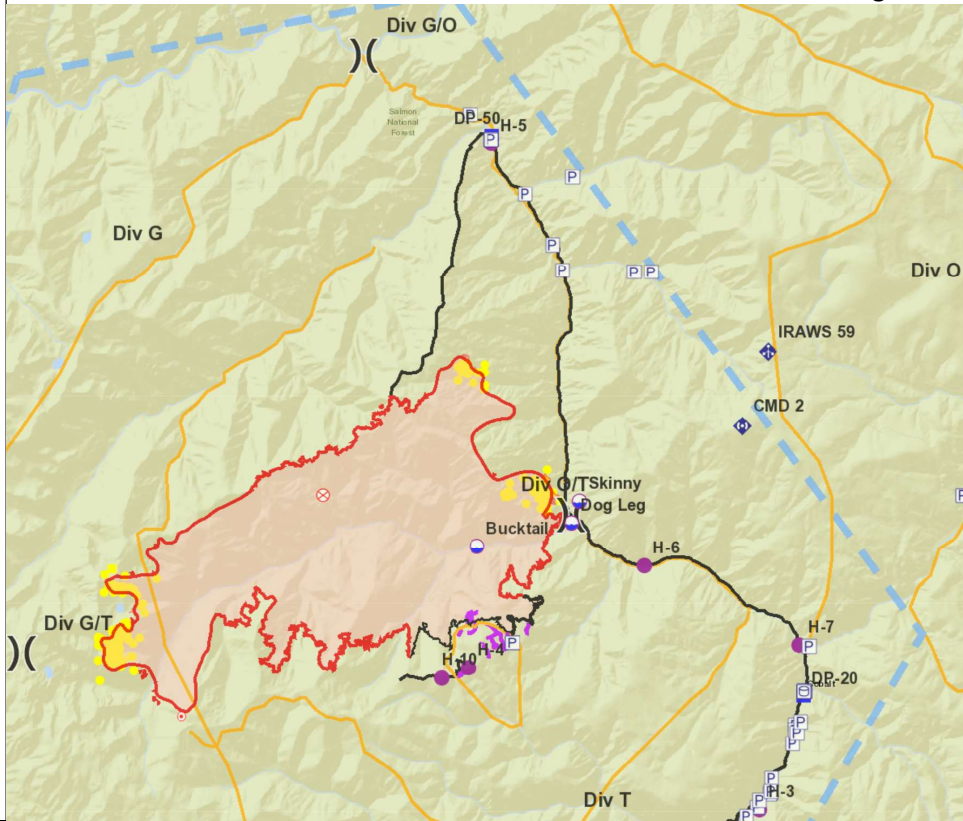 Div G/O
Salmon
National
Forest
P
DP-50
H-5
P
P
P
Div G
P
P
P P
Div O
IRAWS 59
CMD 2
Div O/T
Skinny
Dog Leg
P
Bucktail
H-6
Div G/T
H-7
P
P
H-4
H-10
DP-20
P
P
P
P
P
H-3
P
P
Div T